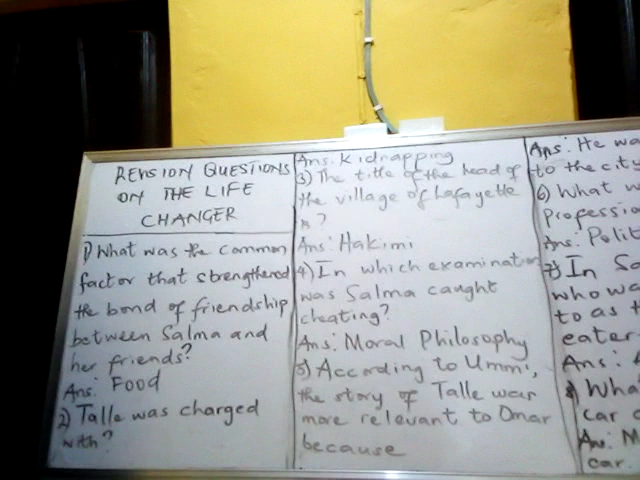 REVISION QUESTIONS
ON THE LIFE
CHANGER
1) What was the common
factor that strengthened
the bond of friendship
between Salma and
her friends?
Ans: Food
2) Talle was charged
with?
Ans: Kidnapping
3) The title of the head of
the village of Lafayette
is?
Ans: Hakimi
4) In which examination
was Salma caught
cheating?
Ans: Moral Philosophy
5) According to Ummi,
the story of Talle was
more relevant to Omar
because
Ans: He wa
to the city
6) What w
Professio
Ans: Polit
7) In Sa
who wa
to as t
eater.
Ans: A
8) Wha
car
Ans: M
car.